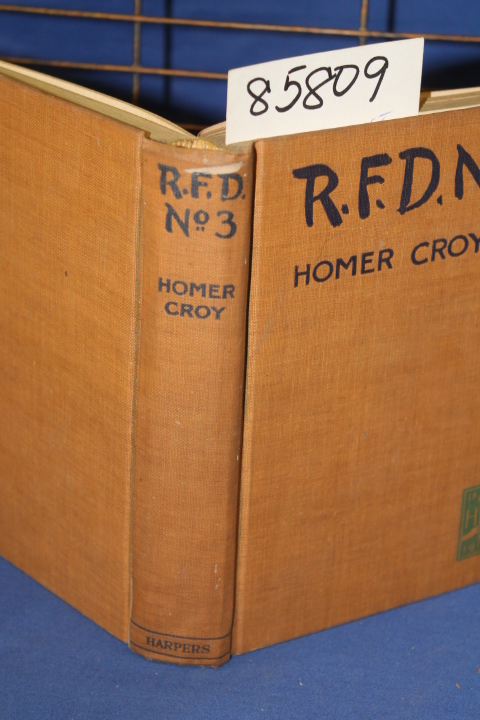 85809
R.F.D.
Nº 3
HOMER
CROY
HARPERS
R.F.D. N
HOMER CROY